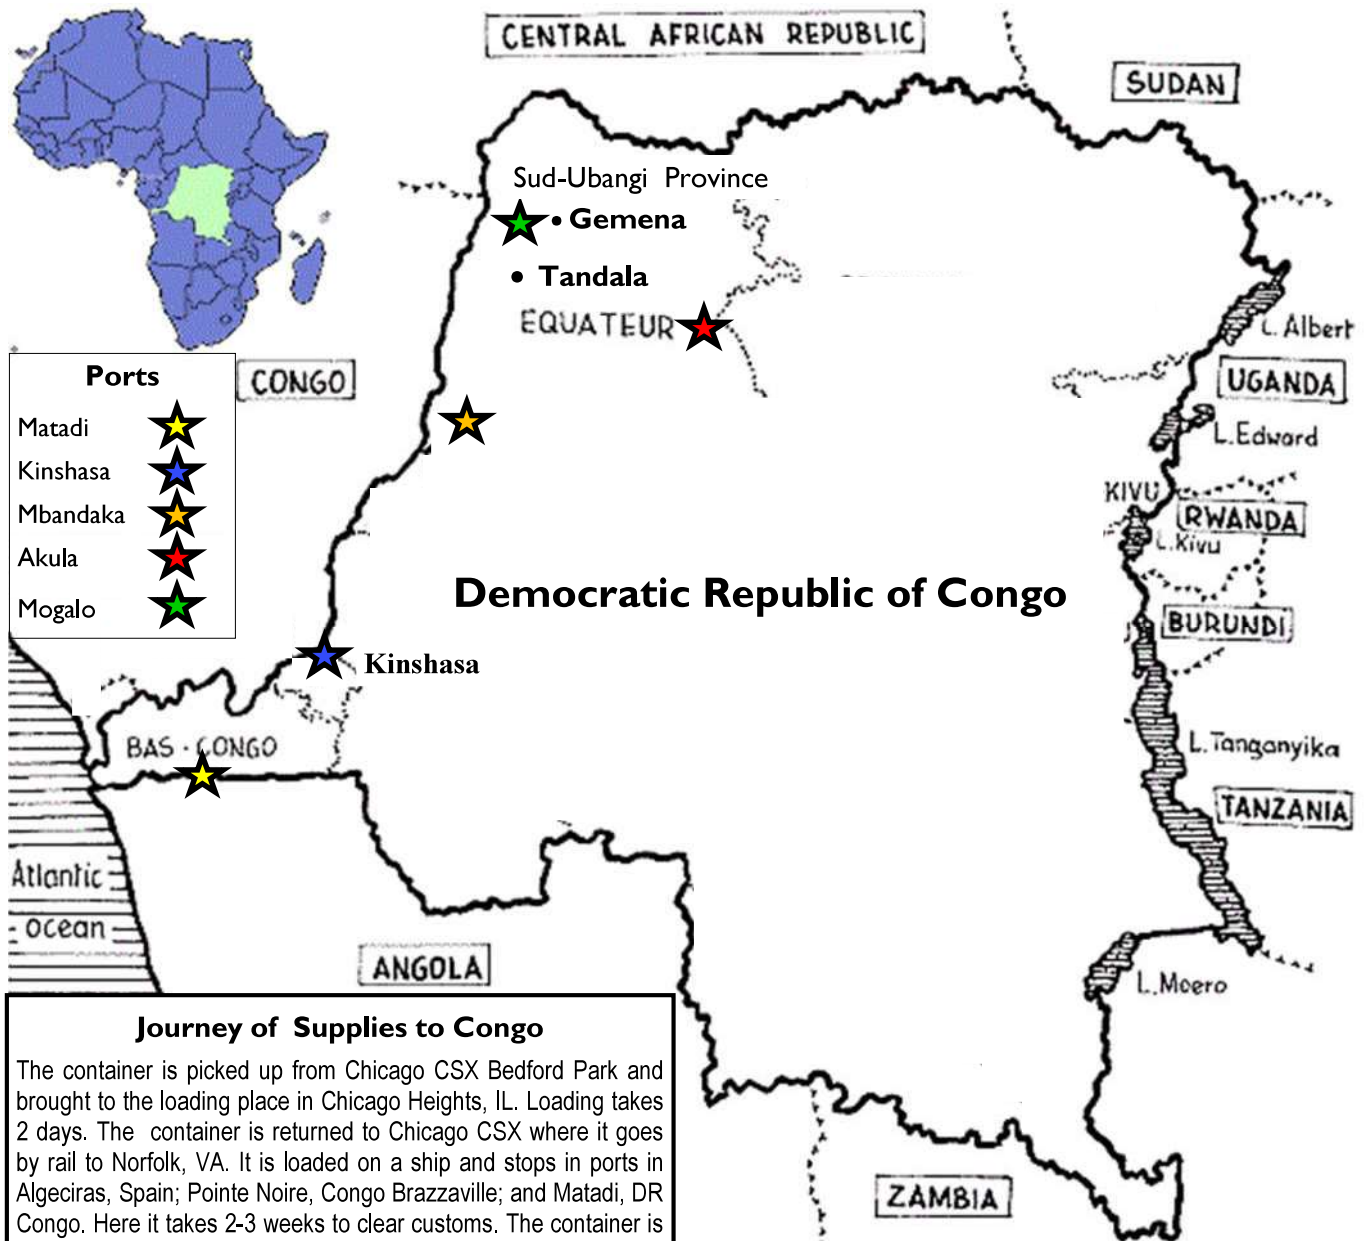 CENTRAL AFRICAN REPUBLIC
SUDAN
Sud-Ubangi Province
Gemena
Tandala
EQUATEUR
L. Albert
Ports
CONGO
UGANDA
Matadi
L. Edward
Kinshasa
KIVU
Mbandaka
RWANDA
L. Kivu
Akula
Democratic Republic of Congo
Mogalo
BURUNDI
Kinshasa
BAS-CONGO
L. Tanganyika
TANZANIA
Atlantic
ocean
ANGOLA
L. Moero
Journey of Supplies to Congo
The container is picked up from Chicago CSX Bedford Park and
brought to the loading place in Chicago Heights, IL. Loading takes
2 days. The container is returned to Chicago CSX where it goes
by rail to Norfolk, VA. It is loaded on a ship and stops in ports in
Algeciras, Spain; Pointe Noire, Congo Brazzaville; and Matadi, DR
Congo. Here it takes 2-3 weeks to clear customs. The container is
ZAMBIA